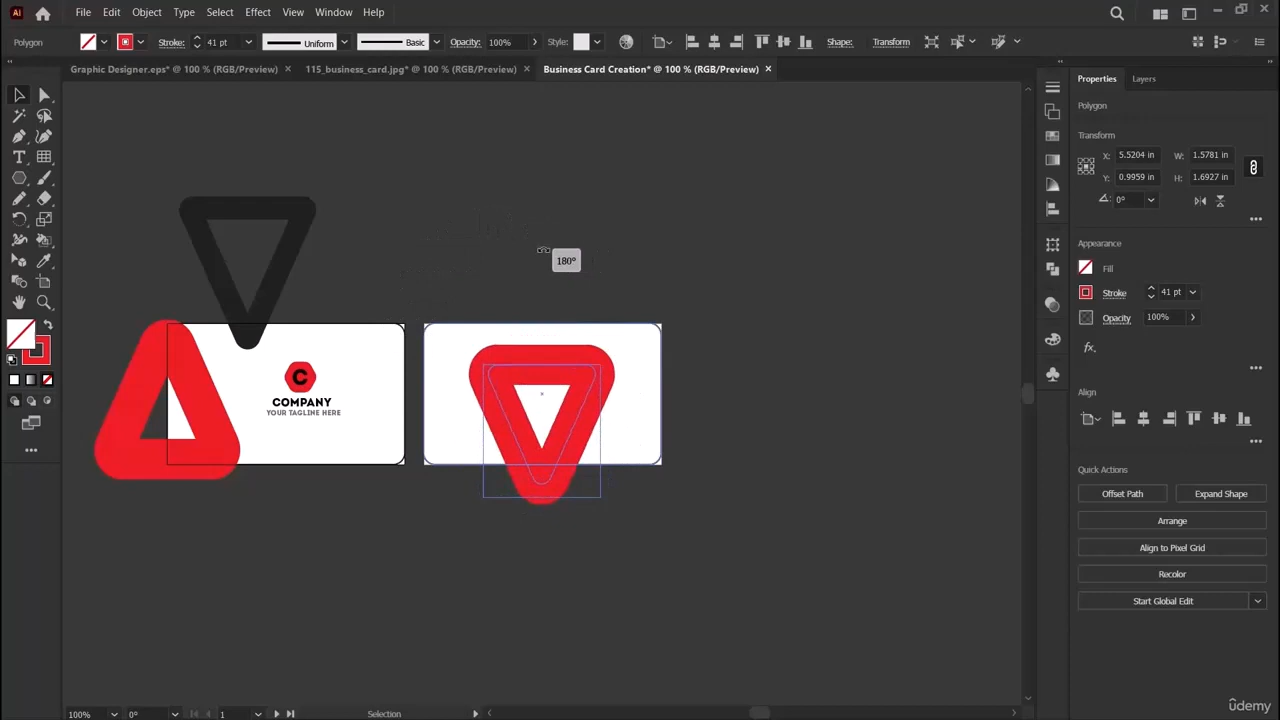 Ai File Edit Object Type Select Effect View Window Help
Polygon Stroke: 41 pt Uniform Basic Opacity: 100% Style: Shape: Transform
Graphic Designer.eps* @ 100 % (RGB/Preview) × 115_business_card.jpg* @ 100 % (RGB/Preview) × Business Card Creation* @ 100 % (RGB/Preview) ×
Properties Layers
Polygon
Transform
X: 5.5204 in W: 1.5781 in
Y: 0.9959 in H: 1.6927 in
0°
Appearance
Fill
Stroke 41 pt
Opacity 100%
fx.
Align
Quick Actions
Offset Path Expand Shape
Arrange
Align to Pixel Grid
Recolor
Start Global Edit
180°
C
COMPANY
YOUR TAGLINE HERE
100% 0° 1 Selection
ûdemy